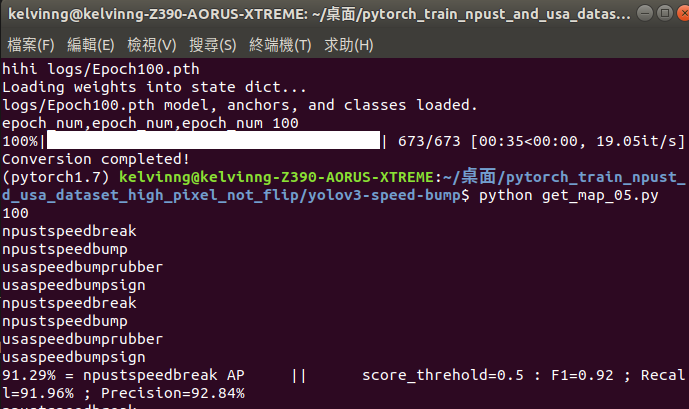 kelvinng@kelvinng-Z390-AORUS-XTREME: ~/桌面/pytorch_train_npust_and_usa_datas...
檔案(F) 編輯(E) 檢視(V) 搜尋(S) 終端機(T) 求助(H)
hihi logs/Epoch100.pth
Loading weights into state dict...
logs/Epoch100.pth model, anchors, and classes loaded.
epoch_num,epoch_num,epoch_num 100
100%| | 673/673 [00:35<00:00, 19.05it/s]
Conversion completed!
(pytorch1.7) kelvinng@kelvinng-Z390-AORUS-XTREME:~/桌面/pytorch_train_npust_
d_usa_dataset_high_pixel_not_flip/yolov3-speed-bump$ python get_map_05.py
100
npustspeedbreak
npustspeedbump
usaspeedbumprubber
usaspeedbumpsign
npustspeedbreak
npustspeedbump
usaspeedbumprubber
usaspeedbumpsign
91.29% = npustspeedbreak AP || score_threhold=0.5 : F1=0.92 ; Recal
l=91.96% ; Precision=92.84%